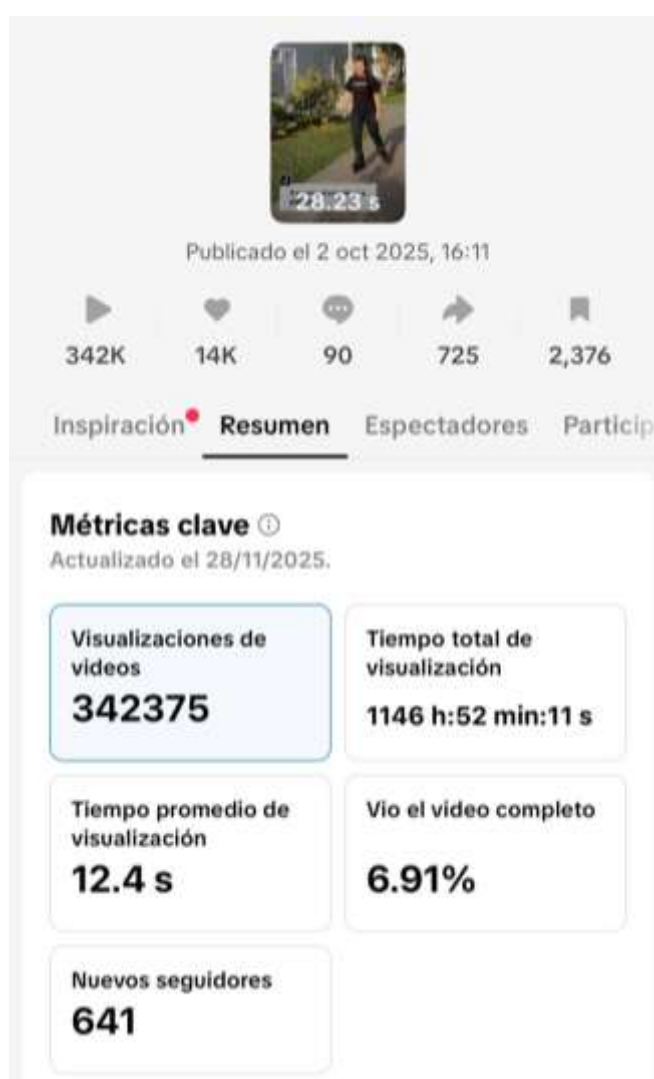 28.23 s
Publicado el 2 oct 2025, 16:11
342K 14K 90 725 2,376
Inspiración Resumen Espectadores Particip
Métricas clave
Actualizado el 28/11/2025.
Visualizaciones de
videos
342375
Tiempo total de
visualización
1146 h:52 min:11 s
Tiempo promedio de
visualización
12.4 s
Vio el video completo
6.91%
Nuevos seguidores
641